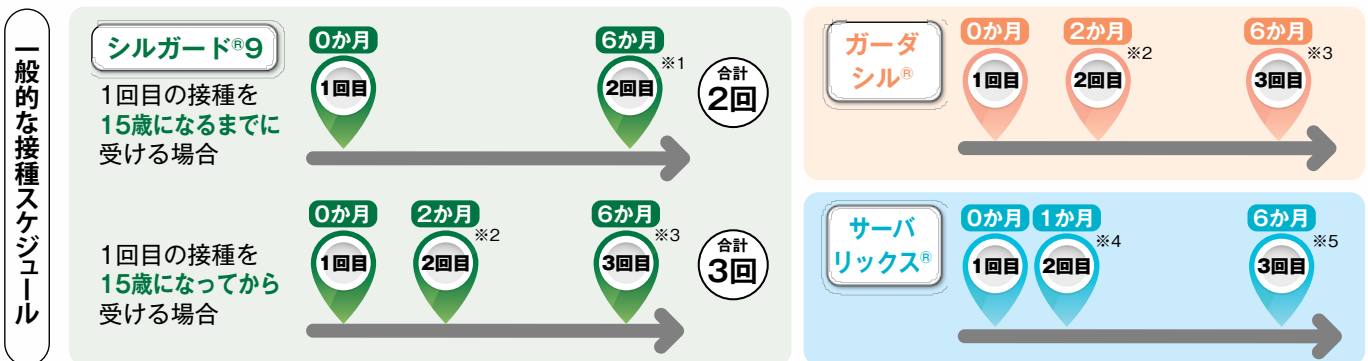 一般的な接種スケジュール
シルガード®9
1回目の接種を
15歳になるまでに
受ける場合
0か月
1回目
6か月
※1
2回目
合計
2回
1回目の接種を
15歳になってから
受ける場合
0か月
1回目
2か月
※2
2回目
6か月
※3
3回目
合計
3回
ガーダ
シル®
0か月
1回目
2か月
※2
2回目
6か月
※3
3回目
サーバ
リックス®
0か月
1回目
1か月
※4
2回目
6か月
※5
3回目